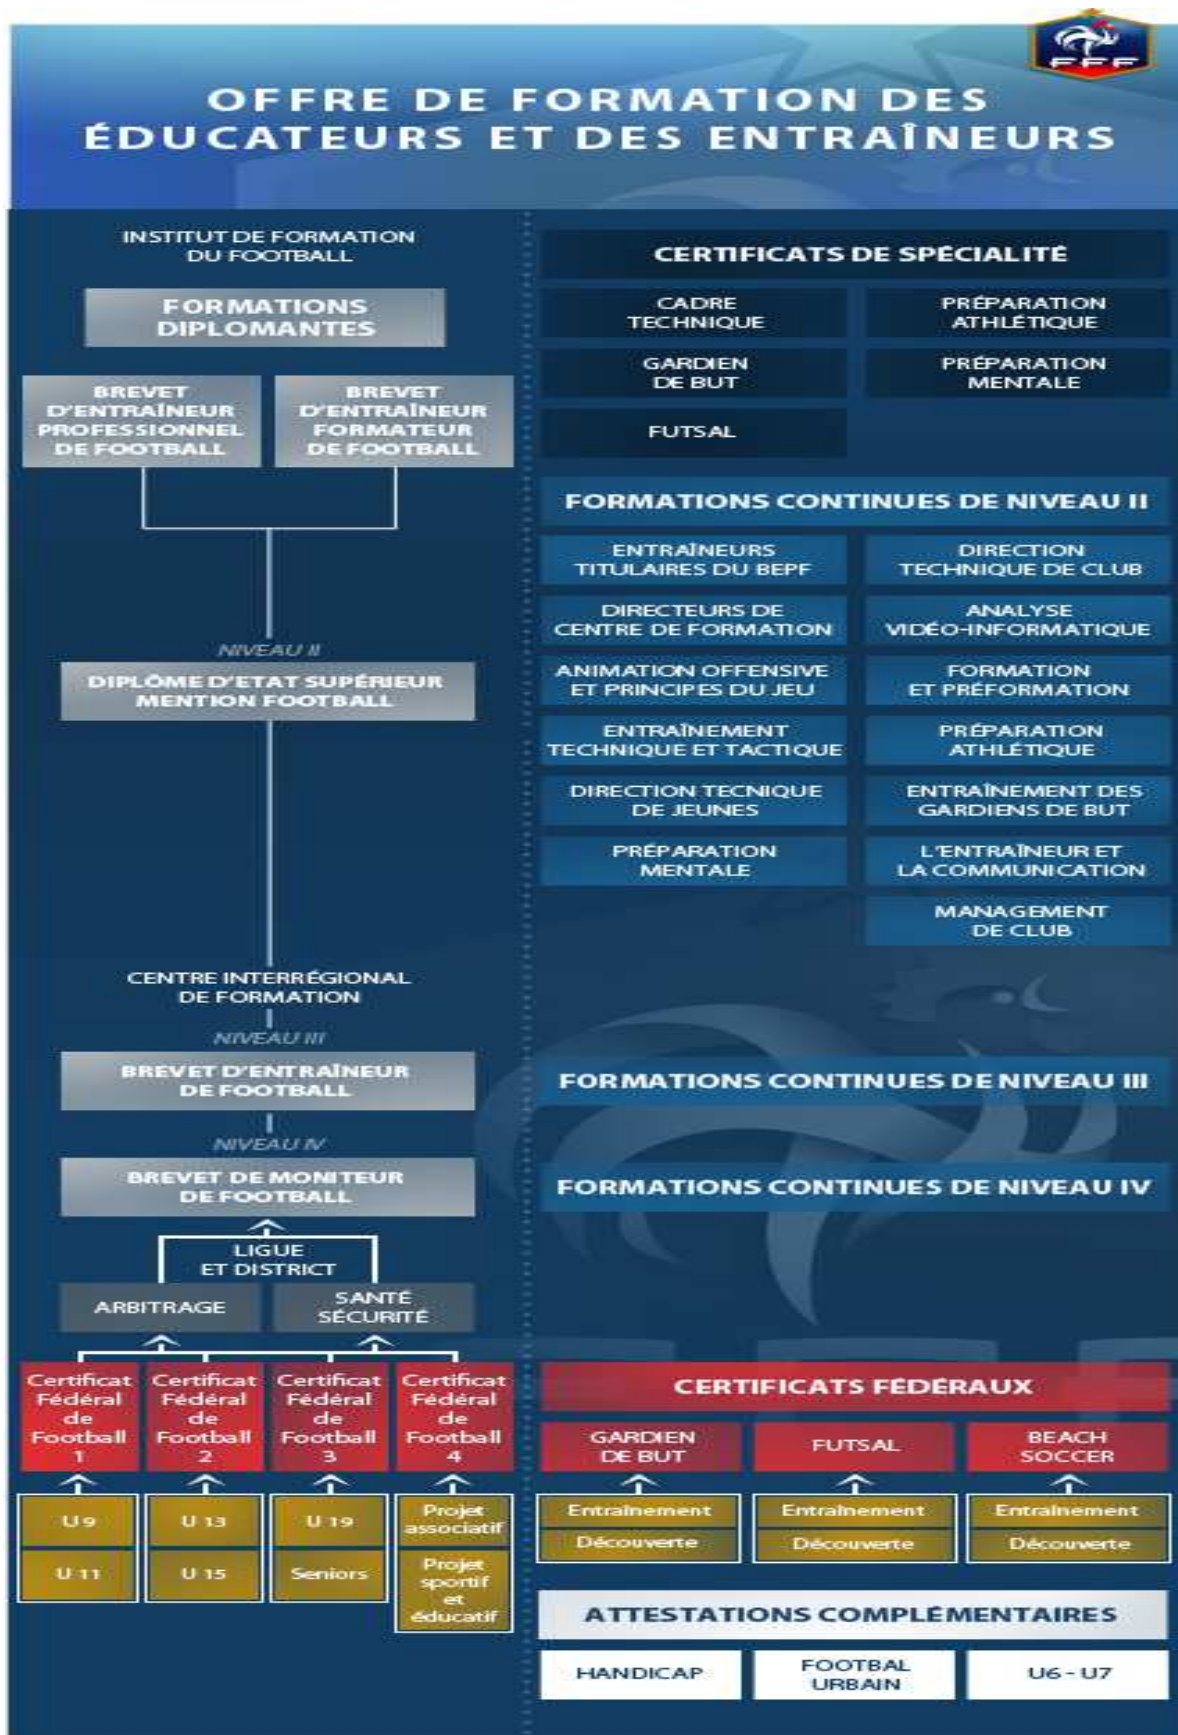 FFF
OFFRE DE FORMATION DES
ÉDUCATEURS ET DES ENTRAÎNEURS
INSTITUT DE FORMATION
DU FOOTBALL
FORMATIONS
DIPLOMANTES
BREVET
D'ENTRAÎNEUR
PROFESSIONNEL
DE FOOTBALL
BREVET
D'ENTRAÎNEUR
FORMATEUR
DE FOOTBALL
NIVEAU II
DIPLÔME D'ETAT SUPÉRIEUR
MENTION FOOTBALL
CENTRE INTERRÉGIONAL
DE FORMATION
NIVEAU III
BREVET D'ENTRAÎNEUR
DE FOOTBALL
NIVEAU IV
BREVET DE MONITEUR
DE FOOTBALL
LIGUE
ET DISTRICT
ARBITRAGE
SANTÉ
SÉCURITÉ
Certificat
Fédéral
de
Football
1
Certificat
Fédéral
de
Football
2
Certificat
Fédéral
de
Football
3
Certificat
Fédéral
de
Football
4
U 9
U 11
U 13
U 15
U 19
Seniors
Projet
associatif
Projet
sportif
et
éducatif
CERTIFICATS DE SPÉCIALITÉ
CADRE
TECHNIQUE
PRÉPARATION
ATHLÉTIQUE
GARDIEN
DE BUT
PRÉPARATION
MENTALE
FUTSAL
FORMATIONS CONTINUES DE NIVEAU II
ENTRAÎNEURS
TITULAIRES DU BEPF
DIRECTION
TECHNIQUE DE CLUB
DIRECTEURS DE
CENTRE DE FORMATION
ANALYSE
VIDÉO-INFORMATIQUE
ANIMATION OFFENSIVE
ET PRINCIPES DU JEU
FORMATION
ET PRÉFORMATION
ENTRAÎNEMENT
TECHNIQUE ET TACTIQUE
PRÉPARATION
ATHLÉTIQUE
DIRECTION TECNIQUE
DE JEUNES
ENTRAÎNEMENT DES
GARDIENS DE BUT
PRÉPARATION
MENTALE
L'ENTRAÎNEUR ET
LA COMMUNICATION
MANAGEMENT
DE CLUB
FORMATIONS CONTINUES DE NIVEAU III
FORMATIONS CONTINUES DE NIVEAU IV
CERTIFICATS FÉDÉRAUX
GARDIEN
DE BUT
FUTSAL
BEACH
SOCCER
Entraînement
Découverte
Entraînement
Découverte
Entraînement
Découverte
ATTESTATIONS COMPLÉMENTAIRES
HANDICAP
FOOTBAL
URBAIN
U6 - U7